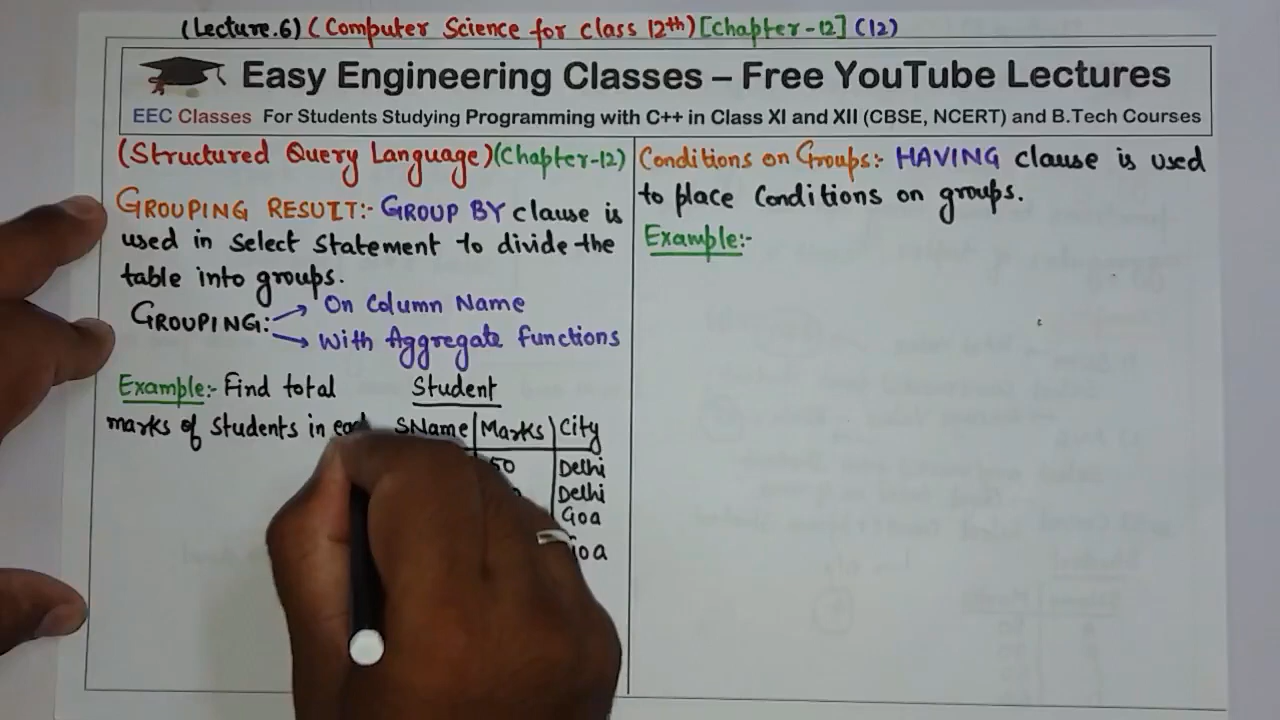 (Lecture.6) (Computer Science for class 12th) [Chapter-12] (12)
Easy Engineering Classes – Free YouTube Lectures
EEC Classes For Students Studying Programming with C++ in Class XI and XII (CBSE, NCERT) and B.Tech Courses
(Structured Query Language) (Chapter-12)
GROUPING RESULT:- GROUP BY clause is
used in Select Statement to divide the
table into groups.
GROUPING:
On Column Name
With Aggregate Functions
Example:- Find total
marks of Students in
Student
SName Marks City
50 Delhi
Delhi
Goa
Goa
Conditions on Groups:- HAVING clause is used
to place Conditions on groups.
Example:-